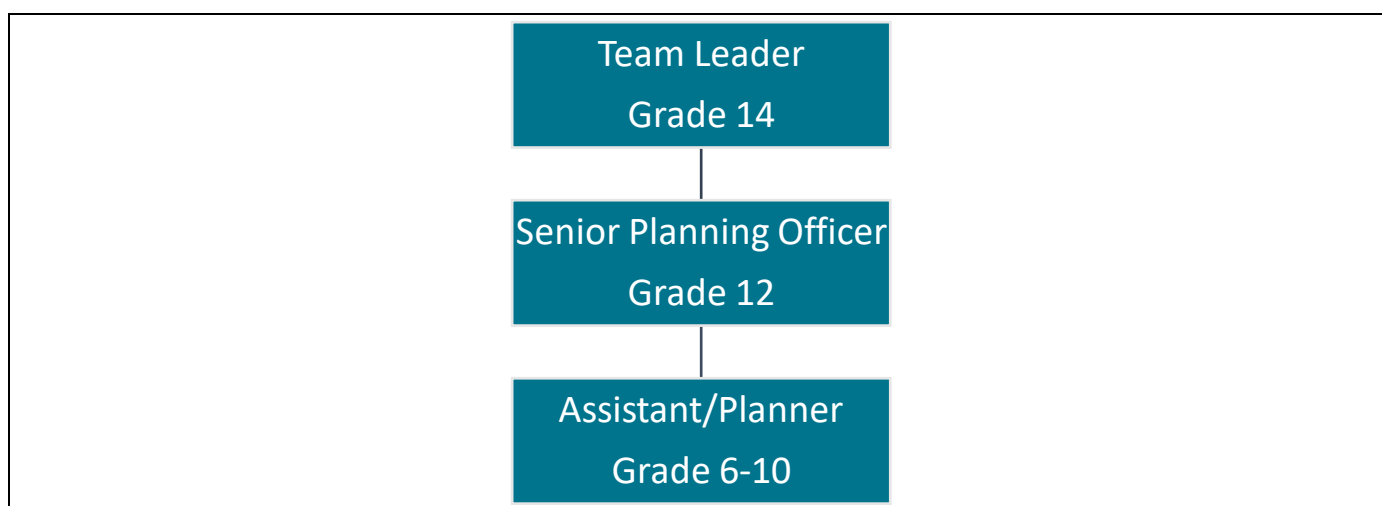 Team Leader
Grade 14
Senior Planning Officer
Grade 12
Assistant/Planner
Grade 6-10